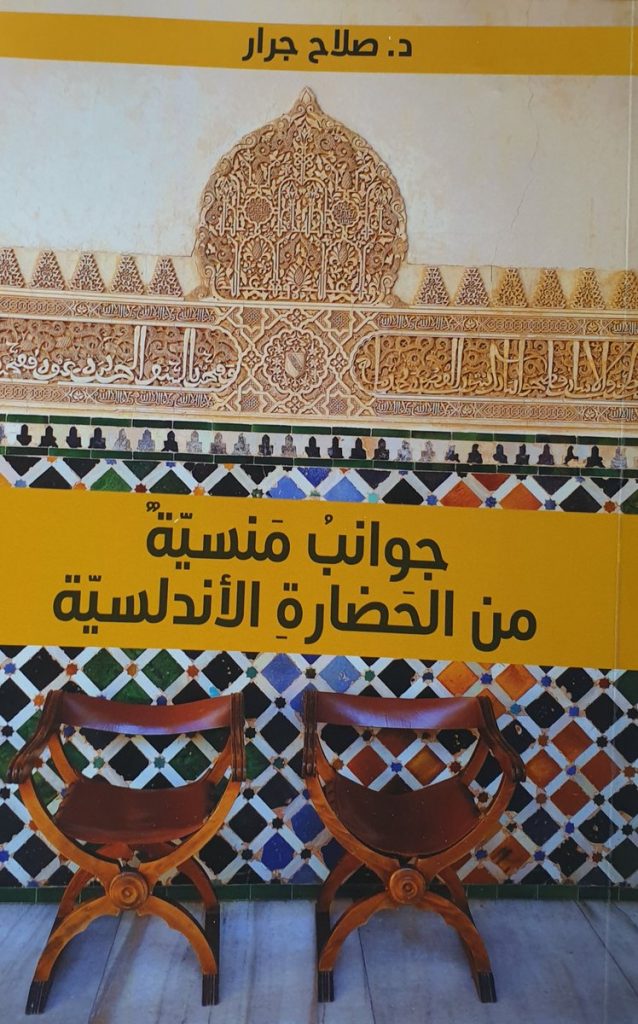 د. صلاح جرار
جوانبُ مَنسيّةٌ
من الحَضارةِ الأندلسيّة